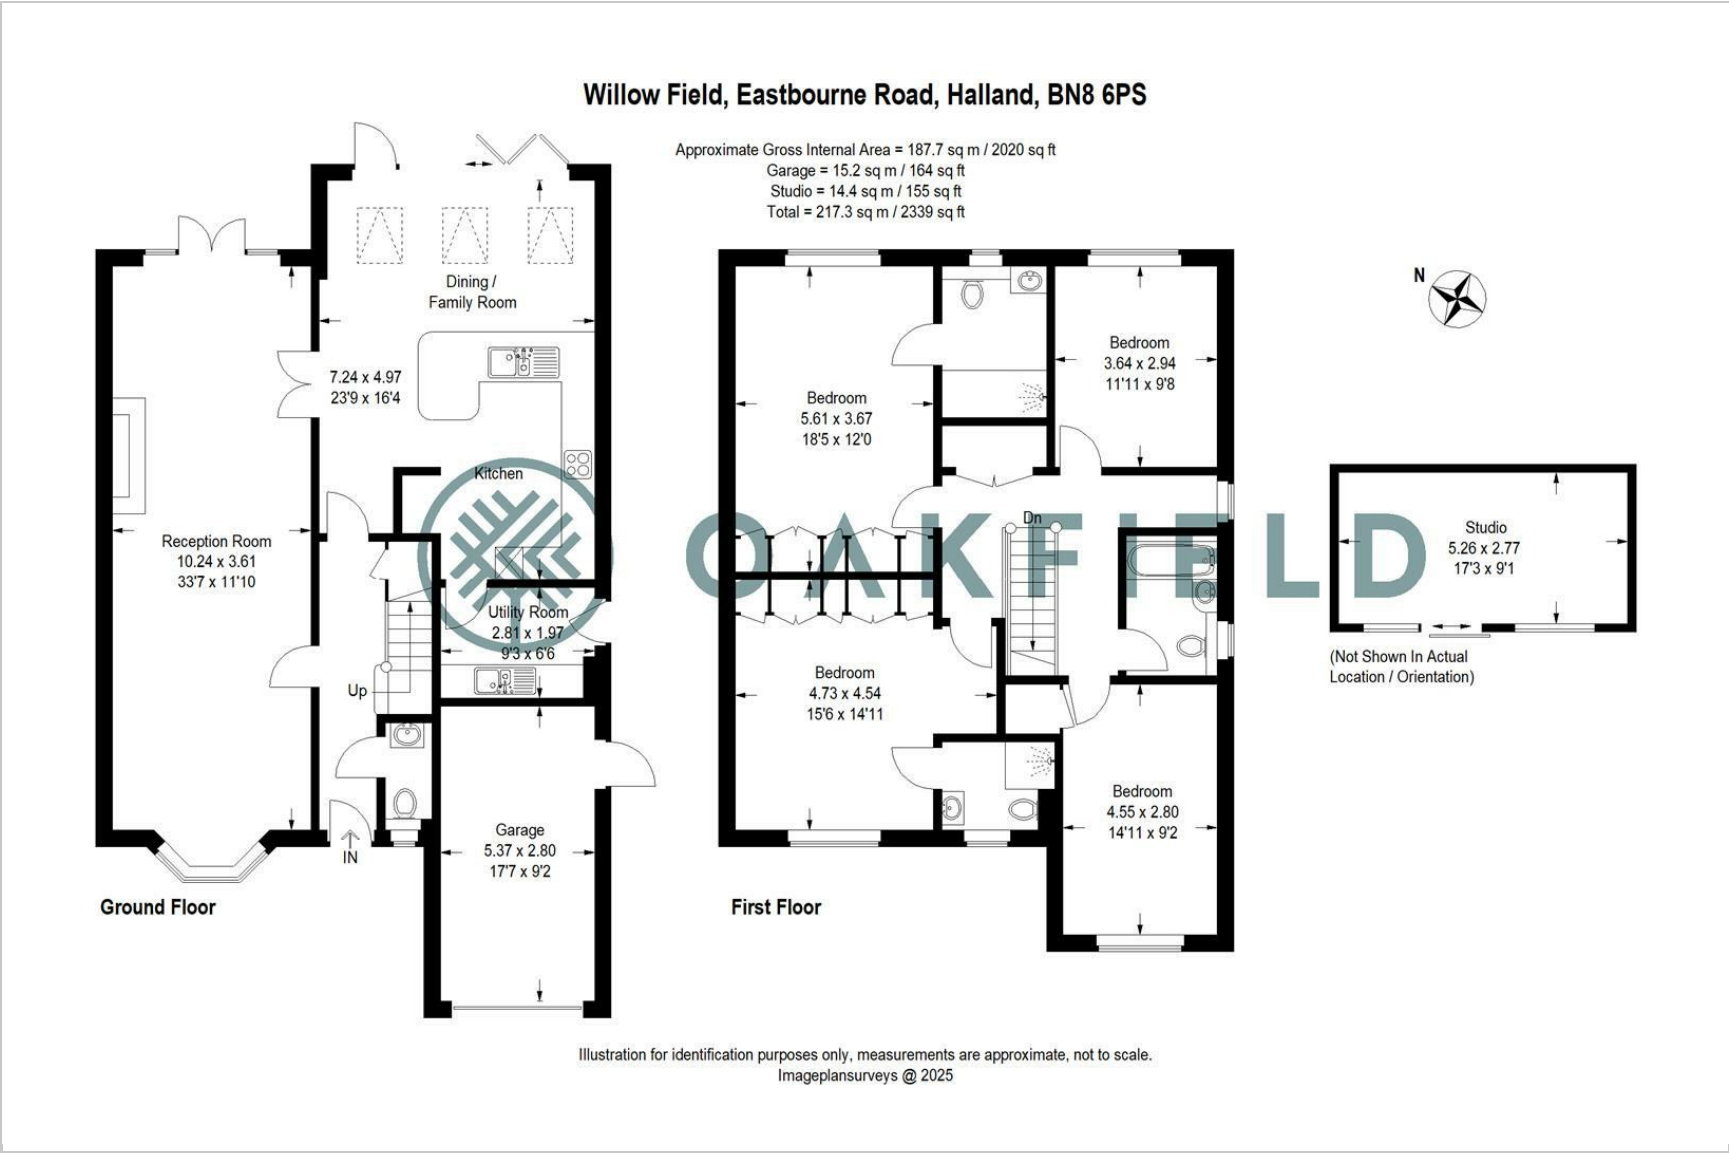 Willow Field, Eastbourne Road, Halland, BN8 6PS
Approximate Gross Internal Area = 187.7 sq m / 2020 sq ft
Garage = 15.2 sq m / 164 sq ft
Studio = 14.4 sq m / 155 sq ft
Total = 217.3 sq m / 2339 sq ft
Dining /
Family Room
7.24 x 4.97
23'9 x 16'4
Kitchen
Reception Room
10.24 x 3.61
33'7 x 11'10
Utility Room
2.81 x 1.97
9'3 x 6'6
Up
Garage
5.37 x 2.80
17'7 x 9'2
IN
Ground Floor
Bedroom
5.61 x 3.67
18'5 x 12'0
Bedroom
3.64 x 2.94
11'11 x 9'8
Dn
OAKFIELD
Bedroom
4.73 x 4.54
15'6 x 14'11
Bedroom
4.55 x 2.80
14'11 x 9'2
First Floor
N
Studio
5.26 x 2.77
17'3 x 9'1
(Not Shown In Actual
Location / Orientation)
Illustration for identification purposes only, measurements are approximate, not to scale.
Imageplansurveys @ 2025